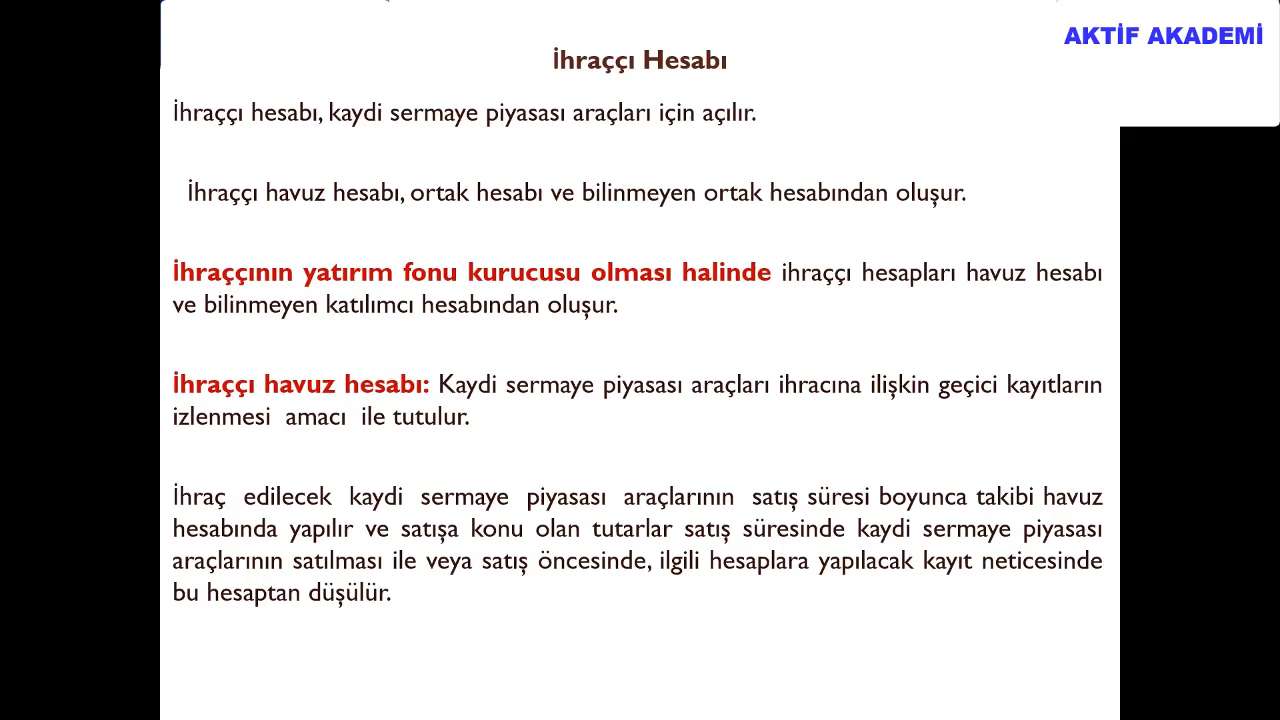 AKTİF AKADEMİ
İhraççı Hesabı
İhraççı hesabı, kaydi sermaye piyasası araçları için açılır.
İhraççı havuz hesabı, ortak hesabı ve bilinmeyen ortak hesabından oluşur.
İhraççının yatırım fonu kurucusu olması halinde ihraççı hesapları havuz hesabı
ve bilinmeyen katılımcı hesabından oluşur.
İhraççı havuz hesabı: Kaydi sermaye piyasası araçları ihracına ilişkin geçici kayıtların
izlenmesi amacı ile tutulur.
İhraç edilecek kaydi sermaye piyasası araçlarının satış süresi boyunca takibi havuz
hesabında yapılır ve satışa konu olan tutarlar satış süresinde kaydi sermaye piyasası
araçlarının satılması ile veya satış öncesinde, ilgili hesaplara yapılacak kayıt neticesinde
bu hesaptan düşülür.